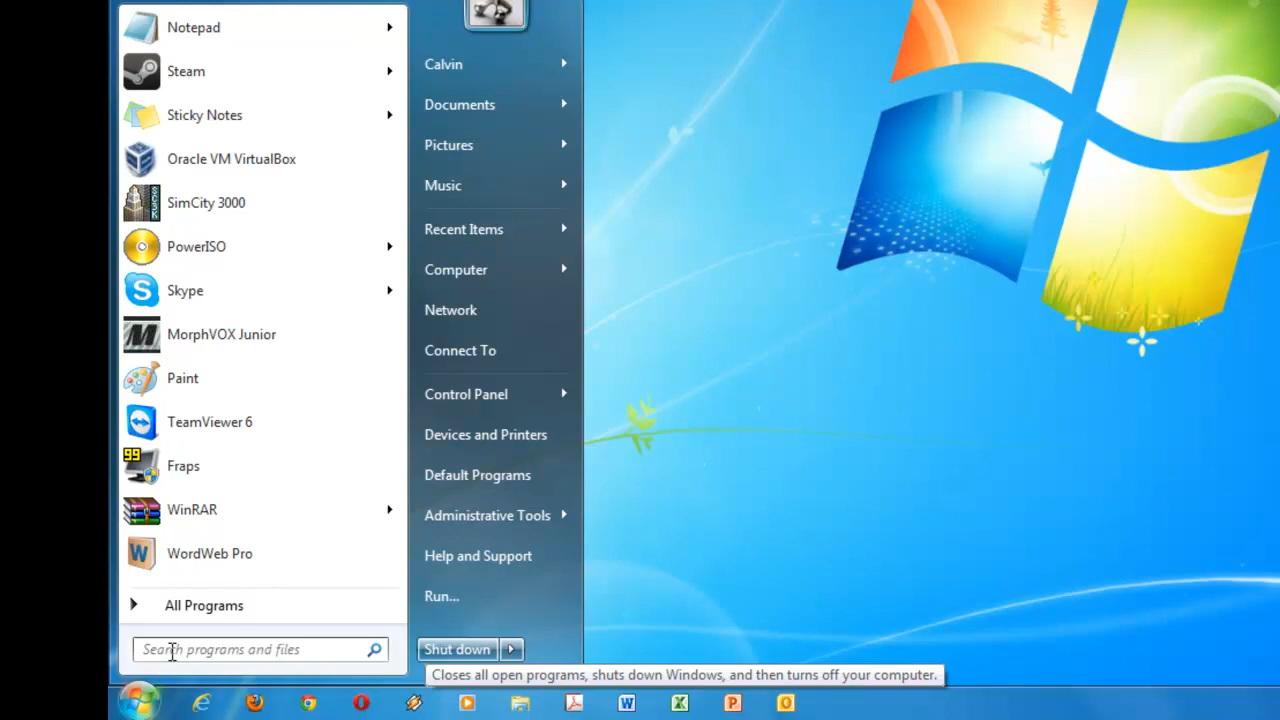 Notepad
Steam
Sticky Notes
Oracle VM VirtualBox
SimCity 3000
PowerISO
Skype
MorphVOX Junior
Paint
TeamViewer 6
99
Fraps
WinRAR
WordWeb Pro
All Programs
Search programs and files
Calvin
Documents
Pictures
Music
Recent Items
Computer
Network
Connect To
Control Panel
Devices and Printers
Default Programs
Administrative Tools
Help and Support
Run...
Shut down
Closes all open programs, shuts down Windows, and then turns off your computer.